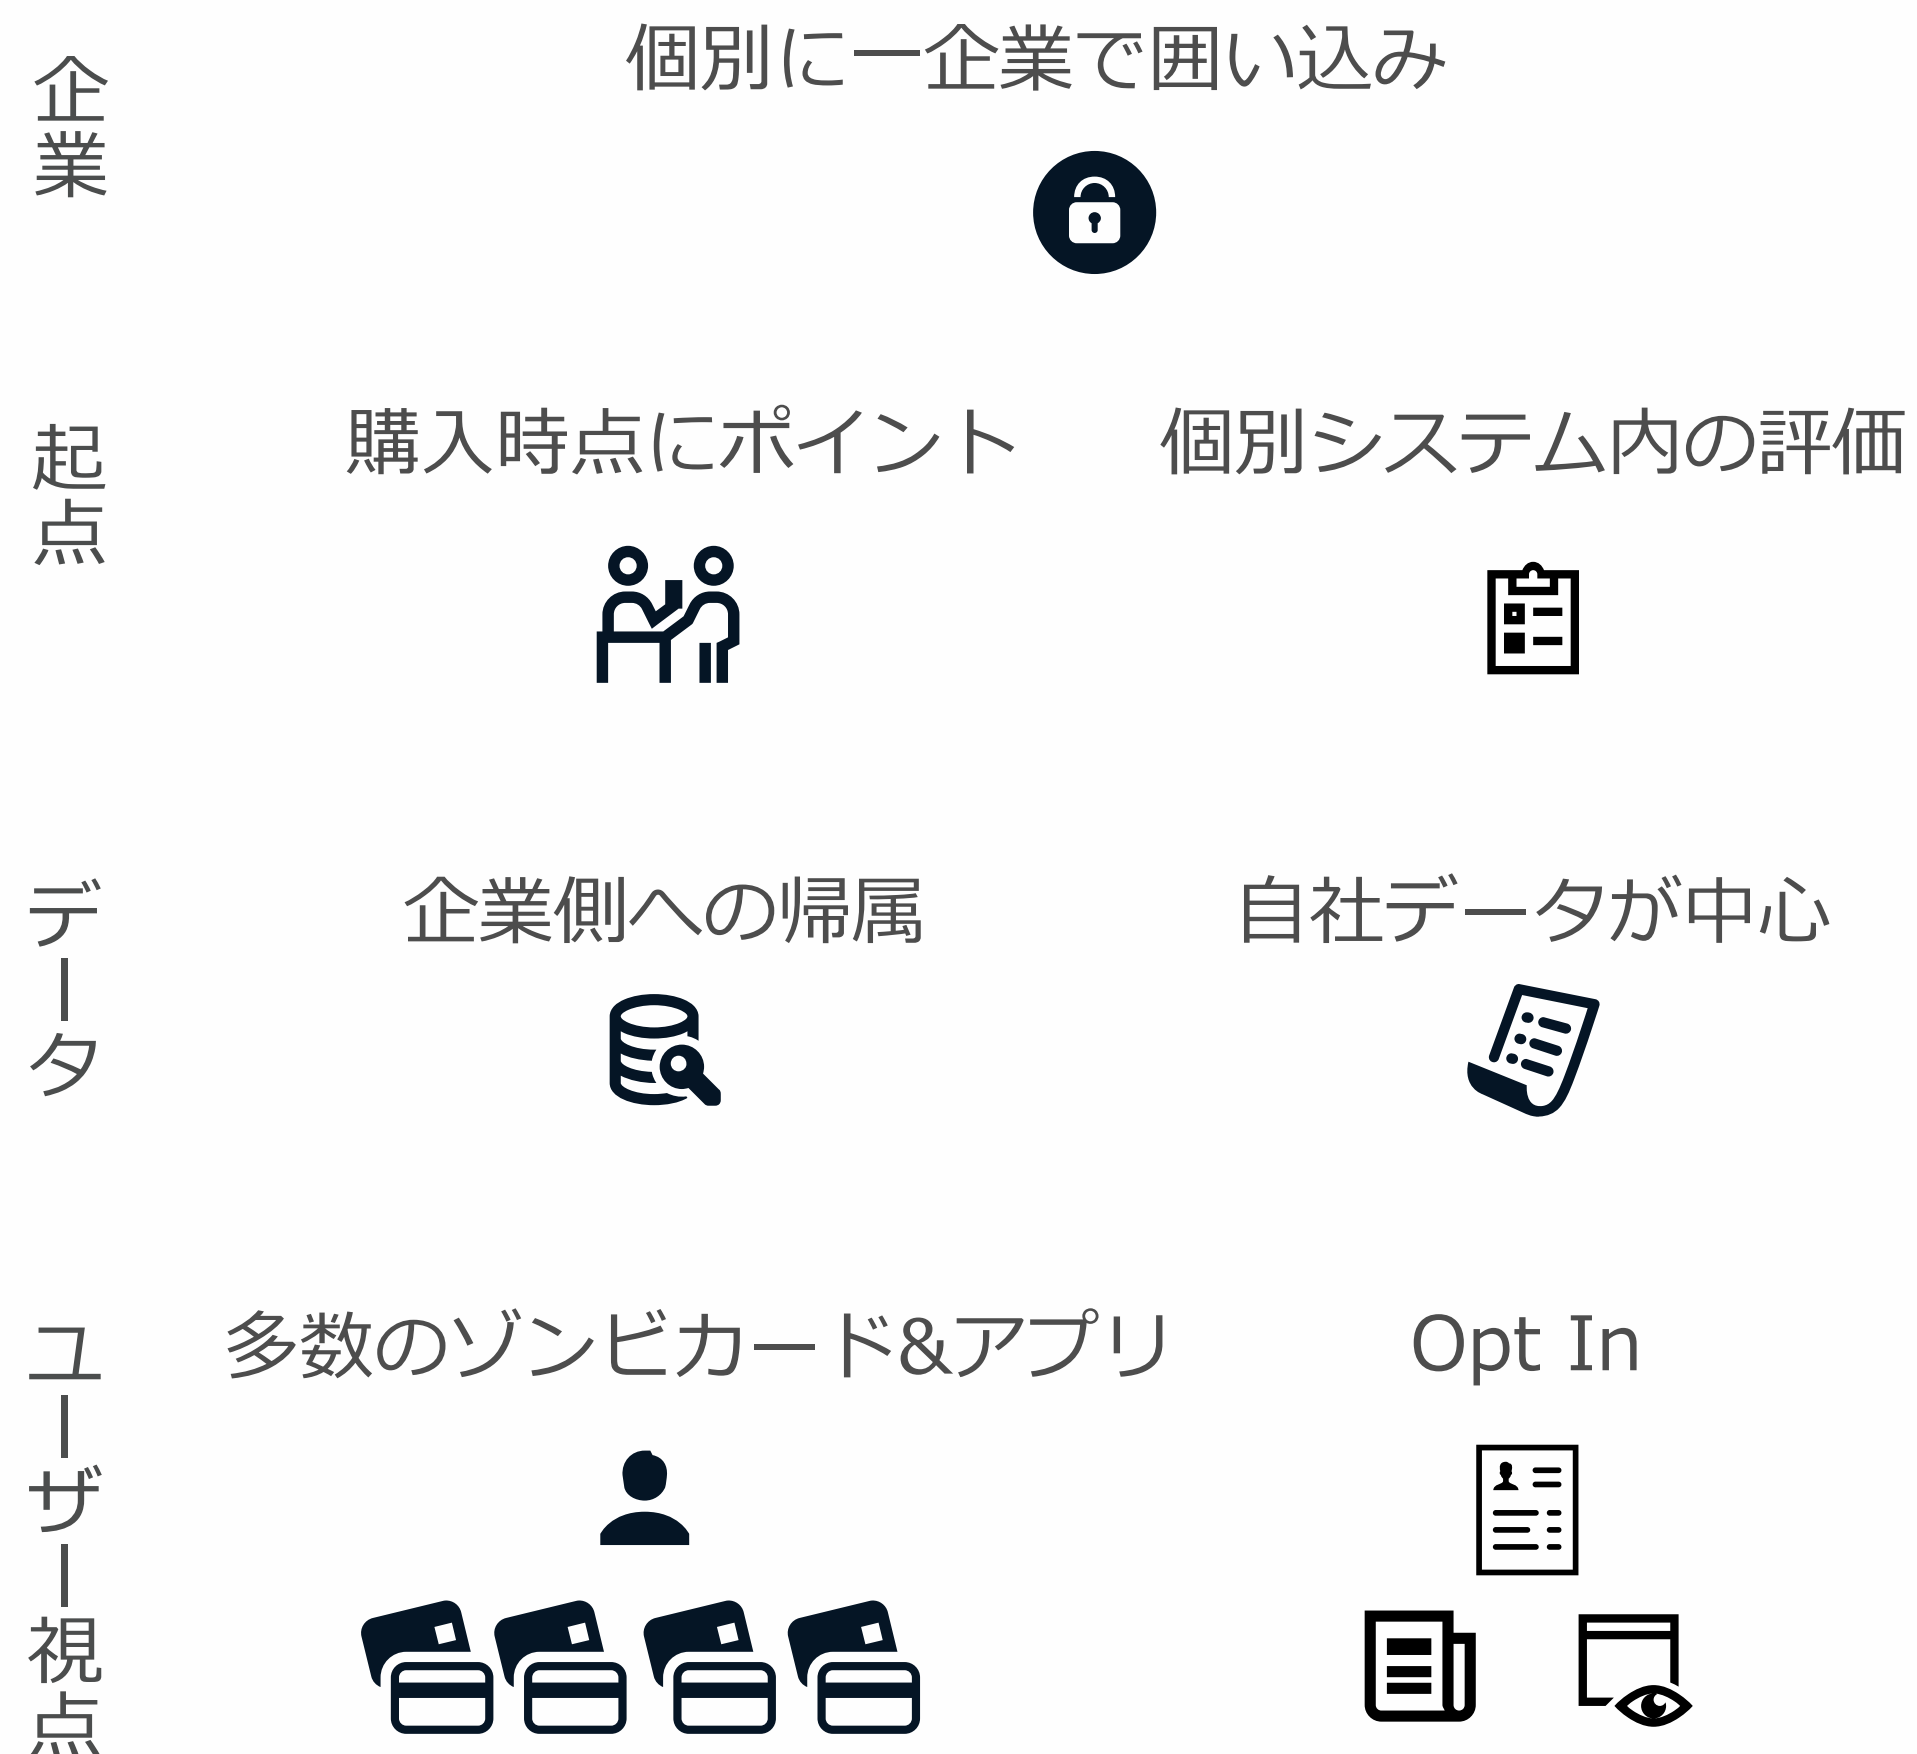 企業
個別に一企業で囲い込み
起点
購入時点にポイント
個別システム内の評価
データ
企業側への帰属
自社データが中心
ユーザー視点
多数のゾンビカード&アプリ
Opt In